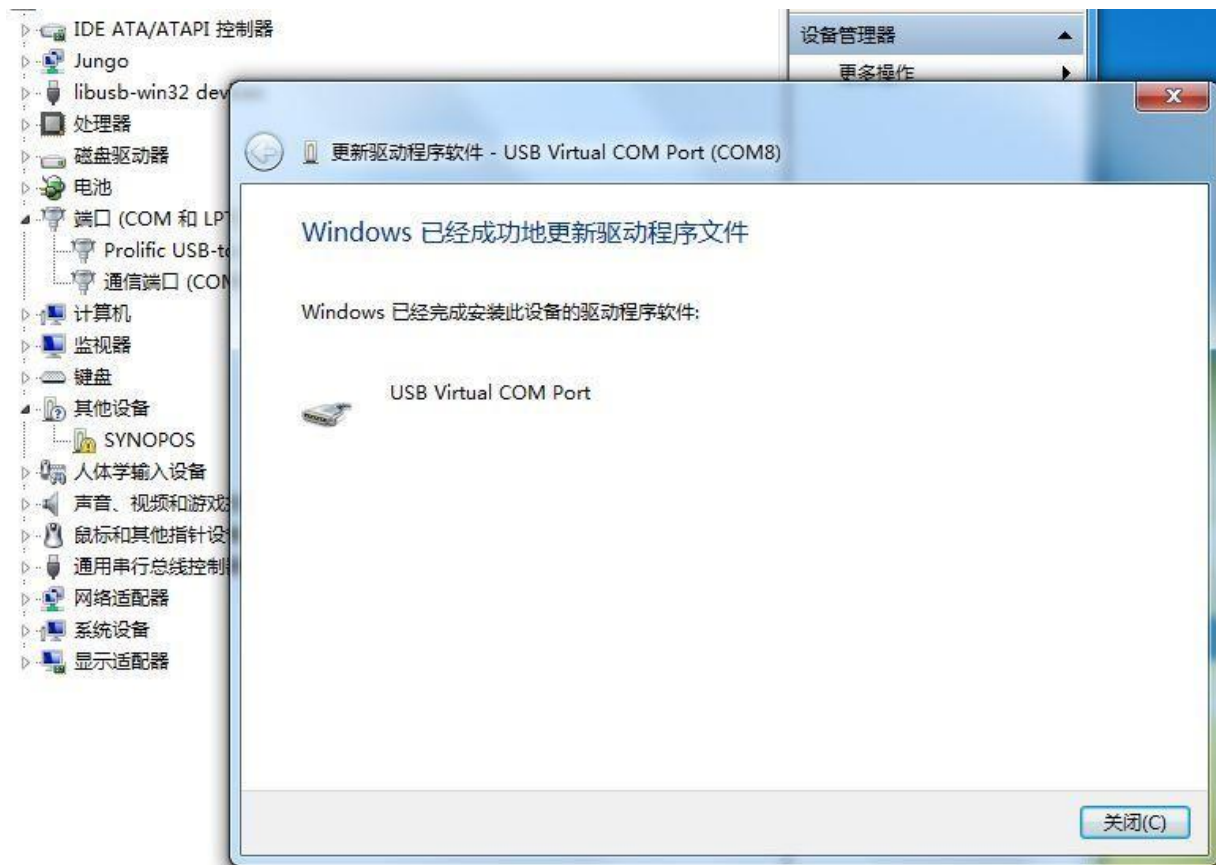 IDE ATA/ATAPI 控制器
Jungo
libusb-win32 dev
处理器
磁盘驱动器
电池
端口 (COM 和 LPT
Prolific USB-to
通信端口 (COM
计算机
监视器
键盘
其他设备
SYNOPOS
人体学输入设备
声音、视频和游戏
鼠标和其他指针设
通用串行总线控制
网络适配器
系统设备
显示适配器
设备管理器
更多操作
更新驱动程序软件 - USB Virtual COM Port (COM8)
Windows 已经成功地更新驱动程序文件
Windows 已经完成安装此设备的驱动程序软件:
USB Virtual COM Port
关闭(C)